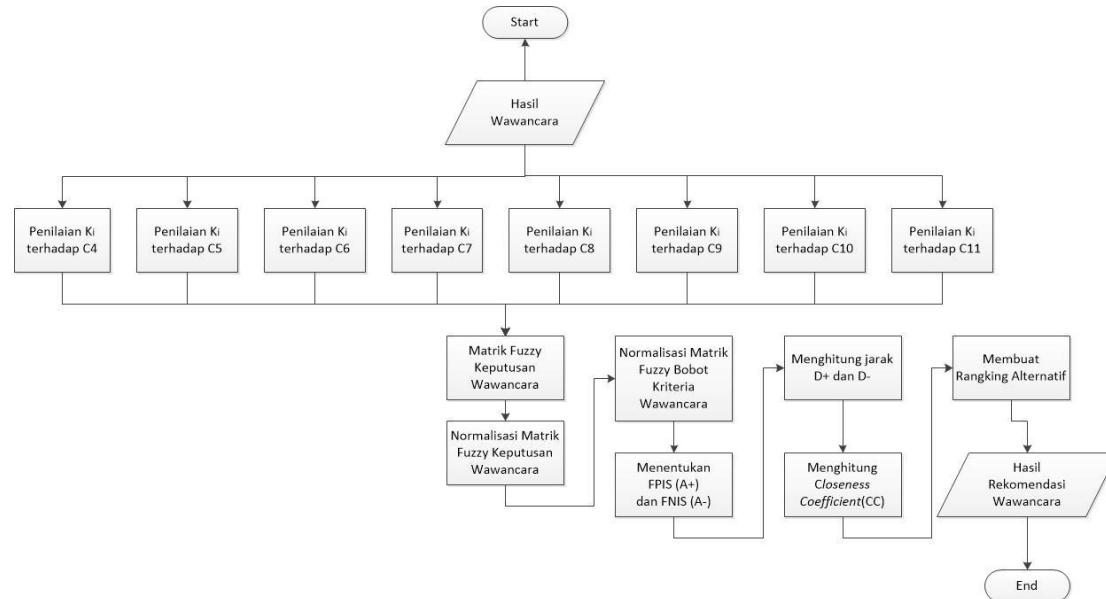 Start
Hasil
Wawancara
Penilaian Ki
terhadap C4
Penilaian Ki
terhadap C5
Penilaian Ki
terhadap C6
Penilaian Ki
terhadap C7
Penilaian Ki
terhadap C8
Penilaian Ki
terhadap C9
Penilaian Ki
terhadap C10
Penilaian Ki
terhadap C11
Matrik Fuzzy
Keputusan
Wawancara
Normalisasi Matrik
Fuzzy Keputusan
Wawancara
Normalisasi Matrik
Fuzzy Bobot
Kriteria
Wawancara
Menentukan
FPIS (A+)
dan FNIS (A-)
Menghitung jarak
D+ dan D-
Menghitung
Closeness
Coefficient(CC)
Membuat
Rangking Alternatif
Hasil
Rekomendasi
Wawancara
End